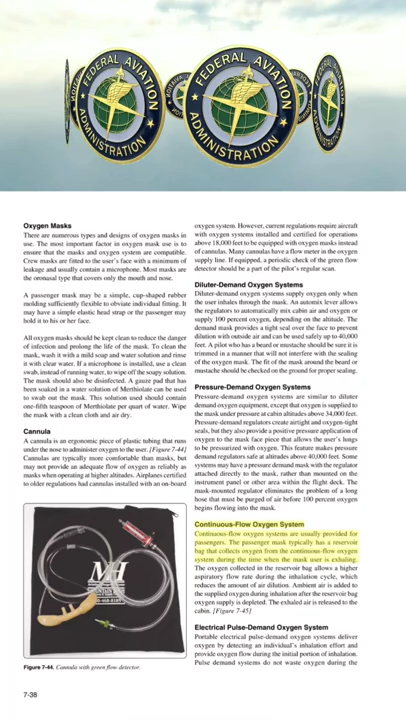 FEDERAL AVIATION
ADMINISTRATION
FEDERAL AVIATION
ADMINISTRATION
Oxygen Masks
There are numerous types and designs of oxygen masks in
use. The most important factor in oxygen mask use is to
ensure that the masks and oxygen system are compatible.
Crew masks are fitted to the user's face with a minimum of
leakage and usually contain a microphone. Most masks are
the oronasal type that covers only the mouth and nose.
A passenger mask may be a simple, cup-shaped rubber
molding sufficiently flexible to obviate individual fitting. It
may have a simple elastic head strap or the passenger may
hold it to his or her face.
All oxygen masks should be kept clean to reduce the danger
of infection and prolong the life of the mask. To clean the
mask, wash it with a mild soap and water solution and rinse
it with clear water. If a microphone is installed, use a clean
swab, instead of running water, to wipe off the soapy solution.
The mask should also be disinfected. A gauze pad that has
been soaked in a water solution of Merthiolate can be used
to swab out the mask. This solution used should contain
one-fifth teaspoon of Merthiolate per quart of water. Wipe
the mask with a clean cloth and air dry.
Cannula
A cannula is an ergonomic piece of plastic tubing that runs
under the nose to administer oxygen to the user. [Figure 7-44]
Cannulas are typically more comfortable than masks, but
may not provide an adequate flow of oxygen as reliably as
masks when operating at higher altitudes. Airplanes certified
to older regulations had cannulas installed with an on-board
MH
Figure 7-44. Cannula with green flow detector.
7-38
oxygen system. However, current regulations require aircraft
with oxygen systems installed and certified for operations
above 18,000 feet to be equipped with oxygen masks instead
of cannulas. Many cannulas have a flow meter in the oxygen
supply line. If equipped, a periodic check of the green flow
detector should be a part of the pilot's regular scan.
Diluter-Demand Oxygen Systems
Diluter-demand oxygen systems supply oxygen only when
the user inhales through the mask. An automix lever allows
the regulators to automatically mix cabin air and oxygen or
supply 100 percent oxygen, depending on the altitude. The
demand mask provides a tight seal over the face to prevent
dilution with outside air and can be used safely up to 40,000
feet. A pilot who has a beard or mustache should be sure it is
trimmed in a manner that will not interfere with the sealing
of the oxygen mask. The fit of the mask around the beard or
mustache should be checked on the ground for proper sealing.
Pressure-Demand Oxygen Systems
Pressure-demand oxygen systems are similar to diluter
demand oxygen equipment, except that oxygen is supplied to
the mask under pressure at cabin altitudes above 34,000 feet.
Pressure-demand regulators create airtight and oxygen-tight
seals, but they also provide a positive pressure application of
oxygen to the mask face piece that allows the user's lungs
to be pressurized with oxygen. This feature makes pressure
demand regulators safe at altitudes above 40,000 feet. Some
systems may have a pressure demand mask with the regulator
attached directly to the mask, rather than mounted on the
instrument panel or other area within the flight deck. The
mask-mounted regulator eliminates the problem of a long
hose that must be purged of air before 100 percent oxygen
begins flowing into the mask.
Continuous-Flow Oxygen System
Continuous-flow oxygen systems are usually provided for
passengers. The passenger mask typically has a reservoir
bag that collects oxygen from the continuous-flow oxygen
system during the time when the mask user is exhaling.
The oxygen collected in the reservoir bag allows a higher
aspiratory flow rate during the inhalation cycle, which
reduces the amount of air dilution. Ambient air is added to
the supplied oxygen during inhalation after the reservoir bag
oxygen supply is depleted. The exhaled air is released to the
cabin. [Figure 7-45]
Electrical Pulse-Demand Oxygen System
Portable electrical pulse-demand oxygen systems deliver
oxygen by detecting an individual's inhalation effort and
provide oxygen flow during the initial portion of inhalation.
Pulse demand systems do not waste oxygen during the